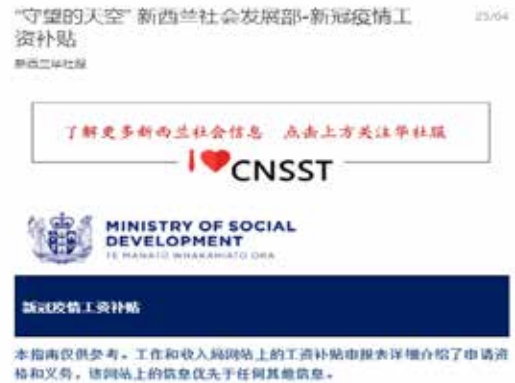 "守望的天空" 新西兰社会发展部-新冠疫情工
资补贴
25/04
新西兰华社服
了解更多新西兰社会信息 点击上方关注华社服
I❤CNSST
MINISTRY OF SOCIAL
DEVELOPMENT
TE MANATŪ WHAKAHIATO ORA
新冠疫情工资补贴
本指南仅供参考。工作和收入局网站上的工资补贴申报表详细介绍了申请资
格和义务，该网站上的信息优先于任何其他信息。